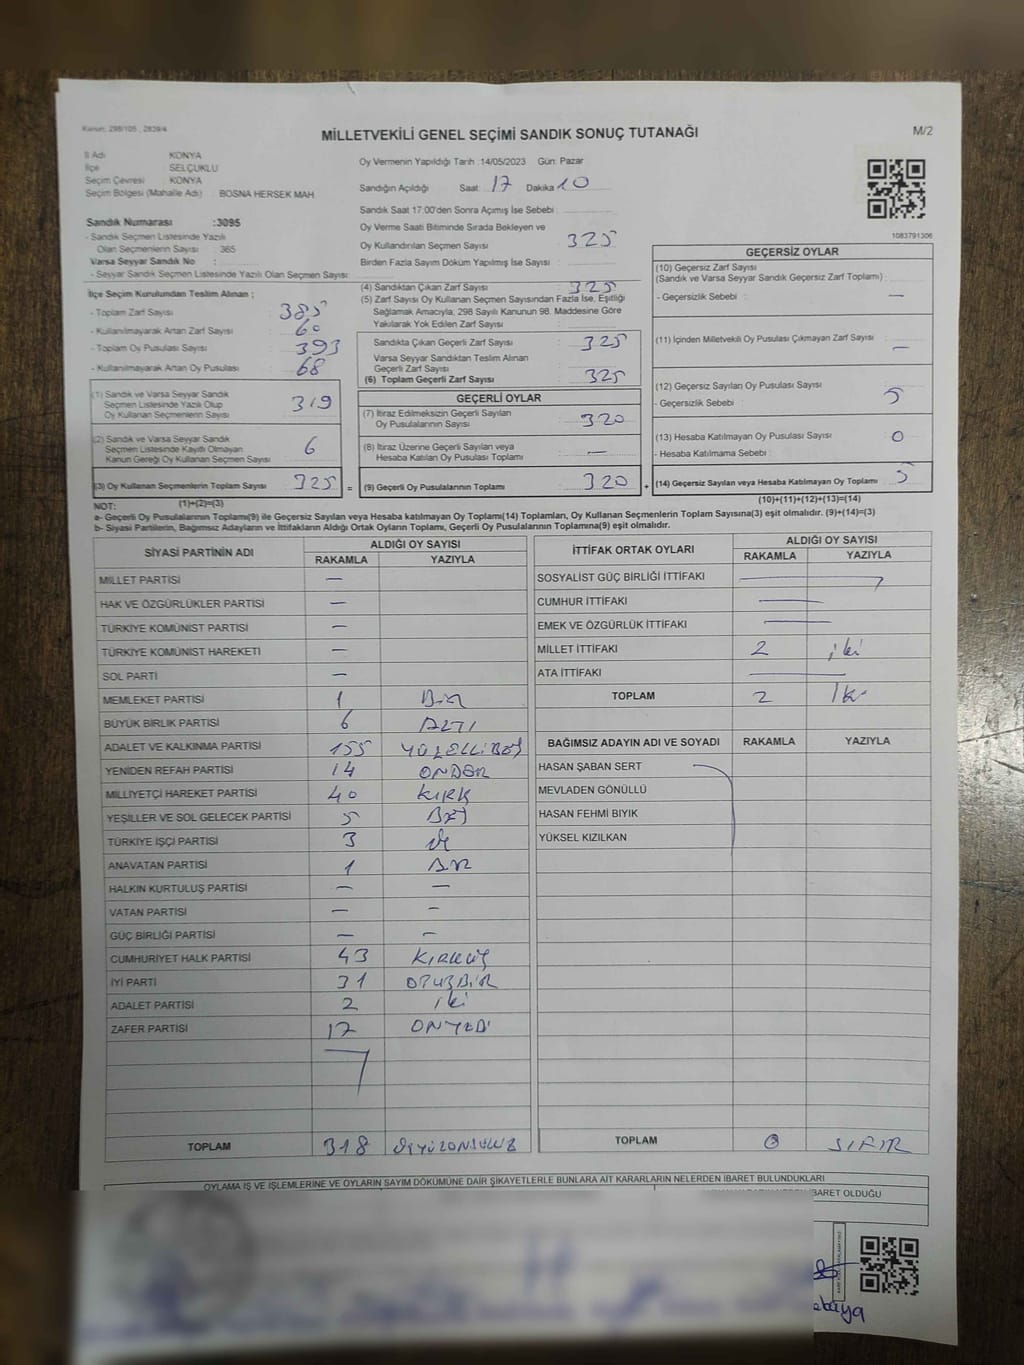 Kanun, 298/105 , 2839/4
MİLLETVEKİLİ GENEL SEÇİMİ SANDIK SONUÇ TUTANAĞI
M/2
İl Adı KONYA
İlçe SELÇUKLU
Seçim Çevresi : KONYA
Seçim Bölgesi (Mahalle Adı) : BOSNA HERSEK MAH.
Sandık Numarası :3095
- Sandık Seçmen Listesinde Yazılı
Olan Seçmenlerin Sayısı : 365
Varsa Seyyar Sandık No :
- Seyyar Sandık Seçmen Listesinde Yazılı Olan Seçmen Sayısı:
Oy Vermenin Yapıldığı Tarih :14/05/2023 Gün: Pazar
Sandığın Açıldığı Saat: 17 Dakika 10
Sandık Saat 17.00'den Sonra Açımış İse Sebebi :
Oy Verme Saati Bitiminde Sırada Bekleyen ve
Oy Kullandırılan Seçmen Sayısı 325
Birden Fazla Sayım Döküm Yapılmış İse Sayısı :
1083791306
İlçe Seçim Kurulundan Teslim Alınan ;
- Toplam Zarf Sayısı 385
- Kullanılmayarak Artan Zarf Sayısı 60
- Toplam Oy Pusulası Sayısı 393
- Kullanılmayarak Artan Oy Pusulası 68
(1) Sandık ve Varsa Seyyar Sandık
Seçmen Listesinde Yazılı Olup
Oy Kullanan Seçmenlerin Sayısı 319
(2) Sandık ve Varsa Seyyar Sandık
Seçmen Listesinde Kayıtlı Olmayan
Kanun Gereği Oy Kullanan Seçmen Sayısı 6
(3) Oy Kullanan Seçmenlerin Toplam Sayısı 325 =
(1)+(2)=(3)
(4) Sandıktan Çıkan Zarf Sayısı 325
(5) Zarf Sayısı Oy Kullanan Seçmen Sayısından Fazla İse, Eşitliği
Sağlamak Amacıyla, 298 Sayılı Kanunun 98. Maddesine Göre
Yakılarak Yok Edilen Zarf Sayısı :
Sandıkta Çıkan Geçerli Zarf Sayısı 325
Varsa Seyyar Sandıktan Teslim Alınan
Geçerli Zarf Sayısı
(6) Toplam Geçerli Zarf Sayısı 325
GEÇERLİ OYLAR
(7) İtiraz Edilmeksizin Geçerli Sayılan
Oy Pusulalarının Sayısı: 320
(8) İtiraz Üzerine Geçerli Sayılan veya
Hesaba Katılan Oy Pusulası Toplamı —
(9) Geçerli Oy Pusulalarının Toplamı 320 +
GEÇERSİZ OYLAR
(10) Geçersiz Zarf Sayısı
(Sandık ve Varsa Seyyar Sandık Geçersiz Zarf Toplamı) :
- Geçersizlik Sebebi : —
(11) İçinden Milletvekili Oy Pusulası Çıkmayan Zarf Sayısı —
(12) Geçersiz Sayılan Oy Pusulası Sayısı 5
- Geçersizlik Sebebi :
(13) Hesaba Katılmayan Oy Pusulası Sayısı 0
- Hesaba Katılmama Sebebi :
(14) Geçersiz Sayılan veya Hesaba Katılmayan Oy Toplamı 5
(10)+(11)+(12)+(13)=(14)
NOT:
a- Geçerli Oy Pusulalarının Toplamı(9) ile Geçersiz Sayılan veya Hesaba katılmayan Oy Toplamı(14) Toplamları, Oy Kullanan Seçmenlerin Toplam Sayısına(3) eşit olmalıdır. (9)+(14)=(3)
b- Siyasi Partilerin, Bağımsız Adayların ve İttifakların Aldığı Ortak Oyların Toplamı, Geçerli Oy Pusulalarının Toplamına(9) eşit olmalıdır.
SİYASİ PARTİNİN ADI ALDIĞI OY SAYISI
RAKAMLA YAZIYLA
MİLLET PARTİSİ —
HAK VE ÖZGÜRLÜKLER PARTİSİ —
TÜRKİYE KOMÜNİST PARTİSİ —
TÜRKİYE KOMÜNİST HAREKETİ —
SOL PARTİ —
MEMLEKET PARTİSİ 1 BİR
BÜYÜK BİRLİK PARTİSİ 6 ALTI
ADALET VE KALKINMA PARTİSİ 155 YÜZELLİBEŞ
YENİDEN REFAH PARTİSİ 14 ONDÖR
MİLLİYETÇİ HAREKET PARTİSİ 40 KIRK
YEŞİLLER VE SOL GELECEK PARTİSİ 5 BEŞ
TÜRKİYE İŞÇİ PARTİSİ 3 üç
ANAVATAN PARTİSİ 1 BİR
HALKIN KURTULUŞ PARTİSİ — —
VATAN PARTİSİ — —
GÜÇ BİRLİĞİ PARTİSİ — —
CUMHURİYET HALK PARTİSİ 43 KIRKÜÇ
İYİ PARTİ 31 OTUZBİR
ADALET PARTİSİ 2 iki
ZAFER PARTİSİ 17 ONYEDİ
TOPLAM 318 üçyüzonsekiz
İTTİFAK ORTAK OYLARI ALDIĞI OY SAYISI
RAKAMLA YAZIYLA
SOSYALİST GÜÇ BİRLİĞİ İTTİFAKI
CUMHUR İTTİFAKI
EMEK VE ÖZGÜRLÜK İTTİFAKI
MİLLET İTTİFAKI 2 iki
ATA İTTİFAKI
TOPLAM 2 iki
BAĞIMSIZ ADAYIN ADI VE SOYADI RAKAMLA YAZIYLA
HASAN ŞABAN SERT
MEVLADEN GÖNÜLLÜ
HASAN FEHMİ BIYIK
YÜKSEL KIZILKAN
TOPLAM 0 SIFIR
OYLAMA İŞ VE İŞLEMLERİNE VE OYLARIN SAYIM DÖKÜMÜNE DAİR ŞİKAYETLERLE BUNLARA AİT KARARLARIN NELERDEN İBARET BULUNDUKLARI
İBARET OLDUĞU